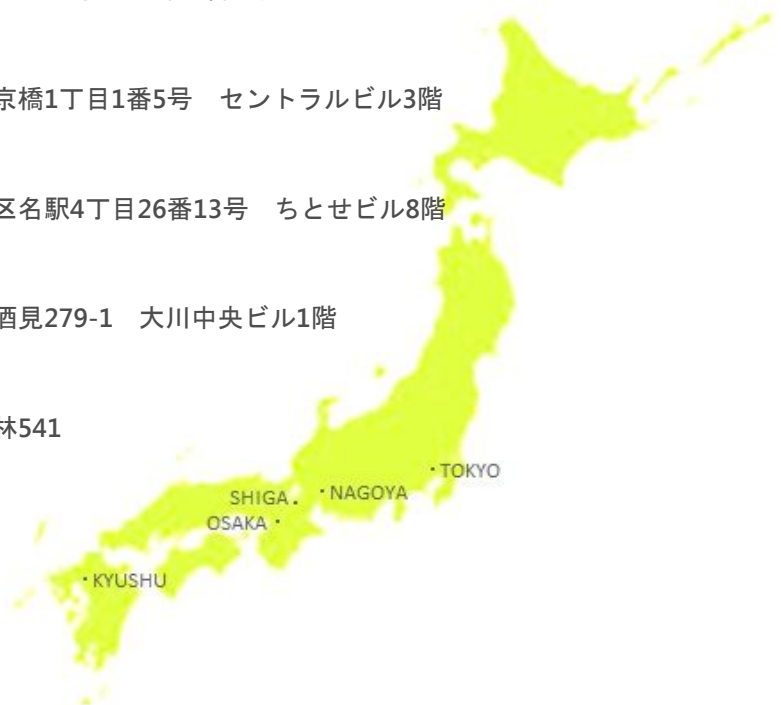 京橋1丁目1番5号　セントラルビル3階
区名駅4丁目26番13号　ちとせビル8階
酒見279-1　大川中央ビル1階
林541
TOKYO
NAGOYA
SHIGA
OSAKA
KYUSHU